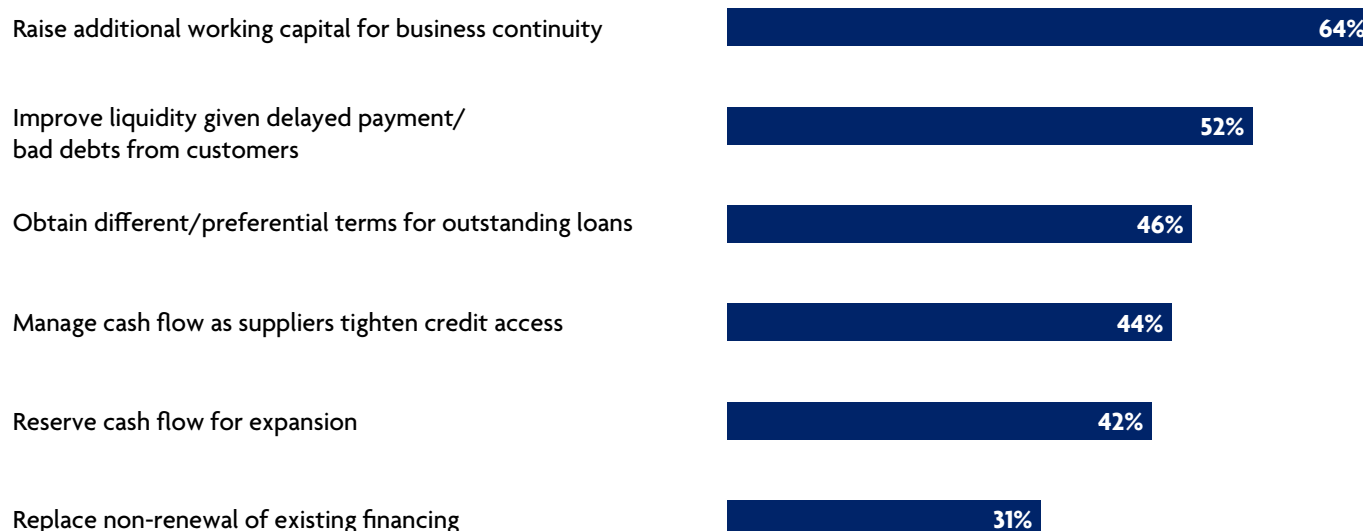 Raise additional working capital for business continuity 64%
Improve liquidity given delayed payment/
bad debts from customers 52%
Obtain different/preferential terms for outstanding loans 46%
Manage cash flow as suppliers tighten credit access 44%
Reserve cash flow for expansion 42%
Replace non-renewal of existing financing 31%